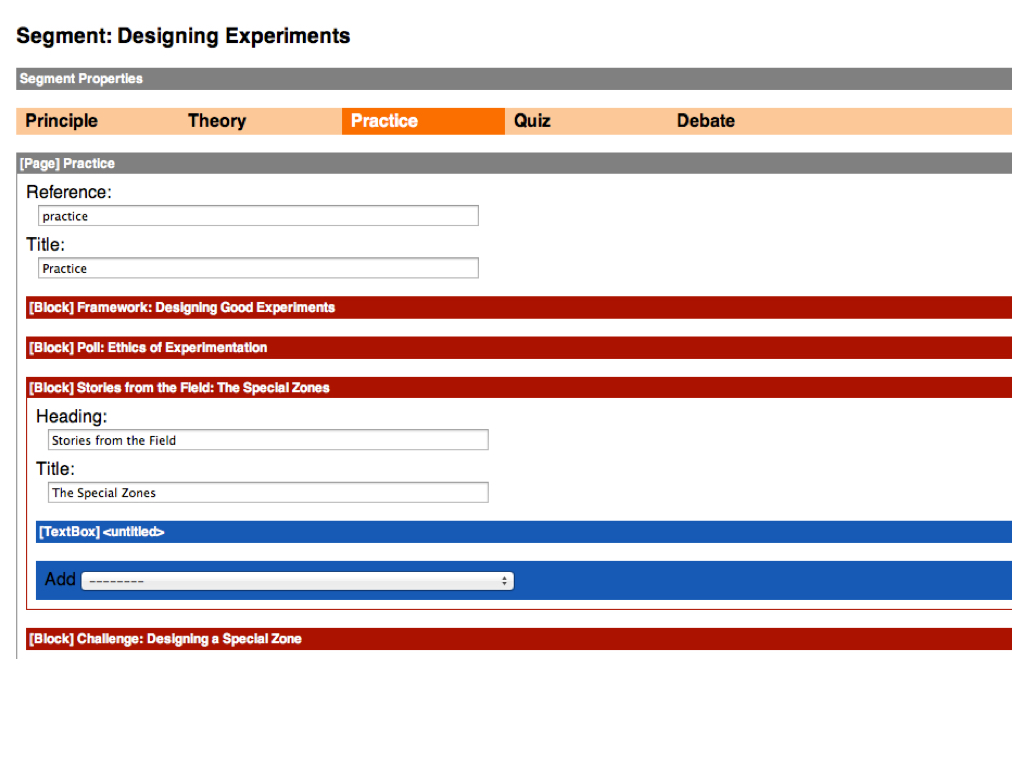 Segment: Designing Experiments
Segment Properties
Principle Theory Practice Quiz Debate
[Page] Practice
Reference:
practice
Title:
Practice
[Block] Framework: Designing Good Experiments
[Block] Poll: Ethics of Experimentation
[Block] Stories from the Field: The Special Zones
Heading:
Stories from the Field
Title:
The Special Zones
[TextBox] <untitled>
Add --------
[Block] Challenge: Designing a Special Zone